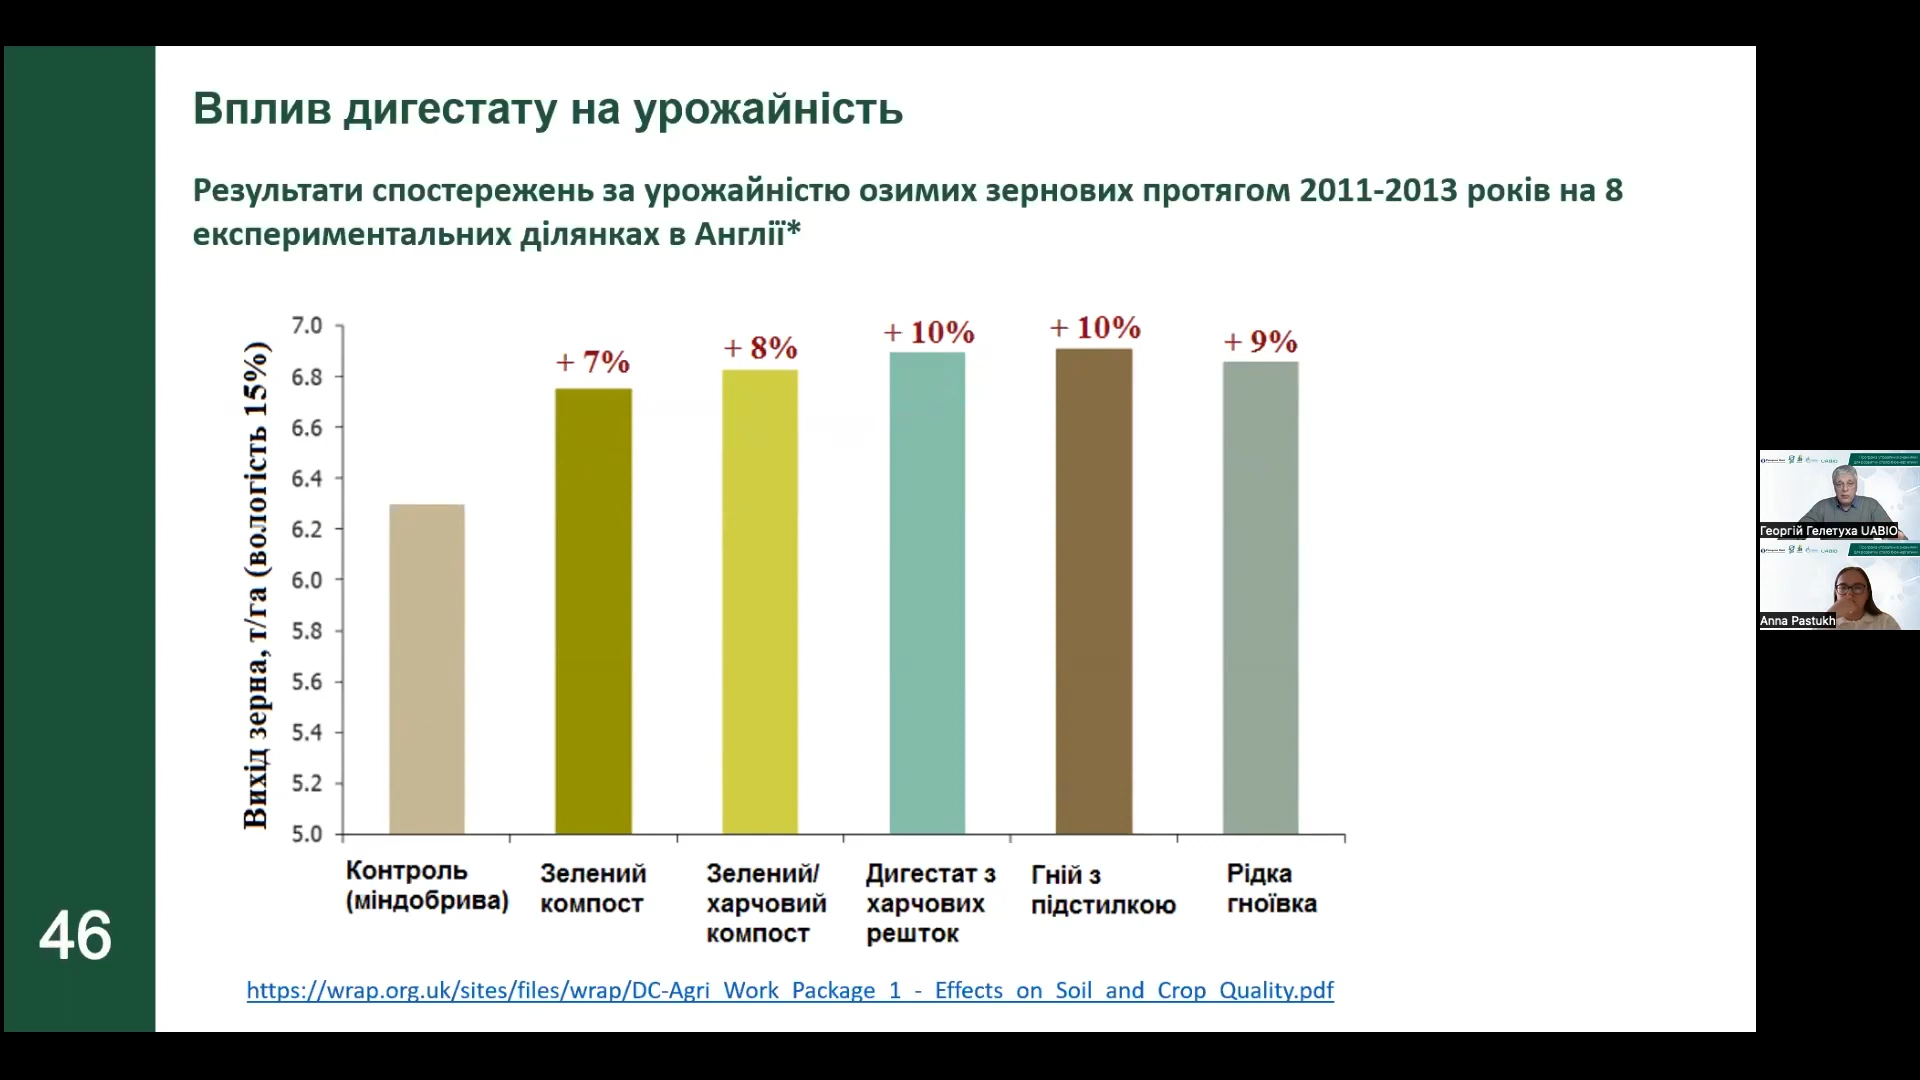 Вплив дигестату на урожайність
Результати спостережень за урожайністю озимих зернових протягом 2011-2013 років на 8
експериментальних ділянках в Англії*
Вихід зерна, т/га (вологість 15%)
7.0
6.8
6.6
6.4
6.2
6.0
5.8
5.6
5.4
5.2
5.0
+ 7%
+ 8%
+ 10%
+ 10%
+ 9%
Контроль
(міндобрива)
Зелений
компост
Зелений/
харчовий
компост
Дигестат з
харчових
решток
Гній з
підстилкою
Рідка
гноївка
https://wrap.org.uk/sites/files/wrap/DC-Agri_Work_Package_1_-_Effects_on_Soil_and_Crop_Quality.pdf
46
UABIO
Георгій Гелетуха UABIO
UABIO
Anna Pastukh